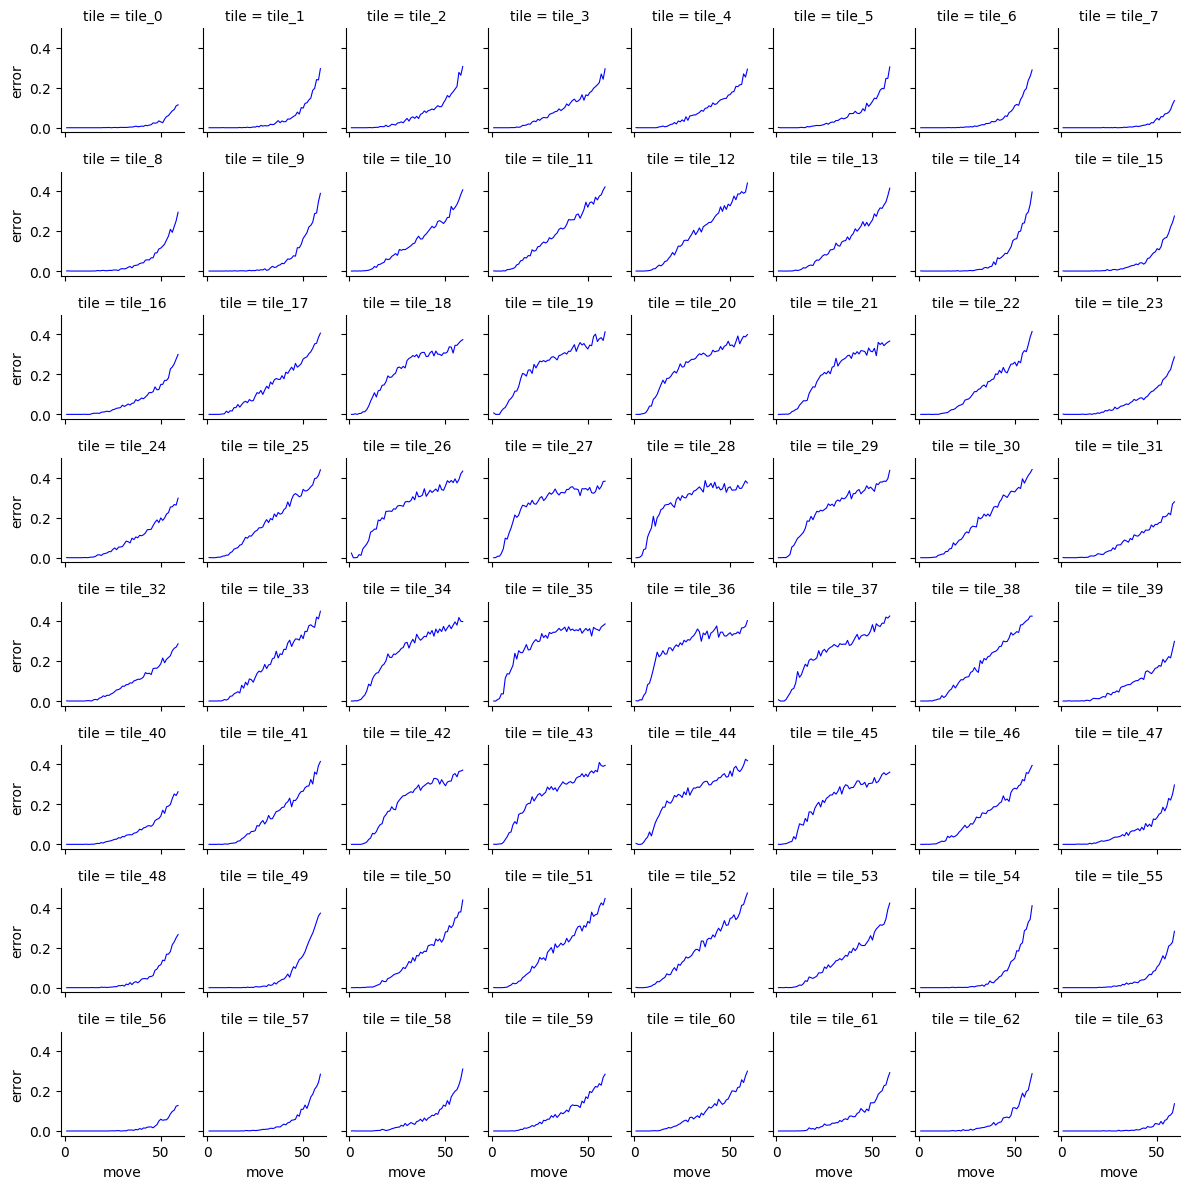 tile = tile_0 tile = tile_1 tile = tile_2 tile = tile_3 tile = tile_4 tile = tile_5 tile = tile_6 tile = tile_7
0.4
error
0.2
0.0
tile = tile_8 tile = tile_9 tile = tile_10 tile = tile_11 tile = tile_12 tile = tile_13 tile = tile_14 tile = tile_15
0.4
error
0.2
0.0
tile = tile_16 tile = tile_17 tile = tile_18 tile = tile_19 tile = tile_20 tile = tile_21 tile = tile_22 tile = tile_23
0.4
error
0.2
0.0
tile = tile_24 tile = tile_25 tile = tile_26 tile = tile_27 tile = tile_28 tile = tile_29 tile = tile_30 tile = tile_31
0.4
error
0.2
0.0
tile = tile_32 tile = tile_33 tile = tile_34 tile = tile_35 tile = tile_36 tile = tile_37 tile = tile_38 tile = tile_39
0.4
error
0.2
0.0
tile = tile_40 tile = tile_41 tile = tile_42 tile = tile_43 tile = tile_44 tile = tile_45 tile = tile_46 tile = tile_47
0.4
error
0.2
0.0
tile = tile_48 tile = tile_49 tile = tile_50 tile = tile_51 tile = tile_52 tile = tile_53 tile = tile_54 tile = tile_55
0.4
error
0.2
0.0
tile = tile_56 tile = tile_57 tile = tile_58 tile = tile_59 tile = tile_60 tile = tile_61 tile = tile_62 tile = tile_63
0.4
error
0.2
0.0
0 50 0 50 0 50 0 50 0 50 0 50 0 50 0 50
move move move move move move move move